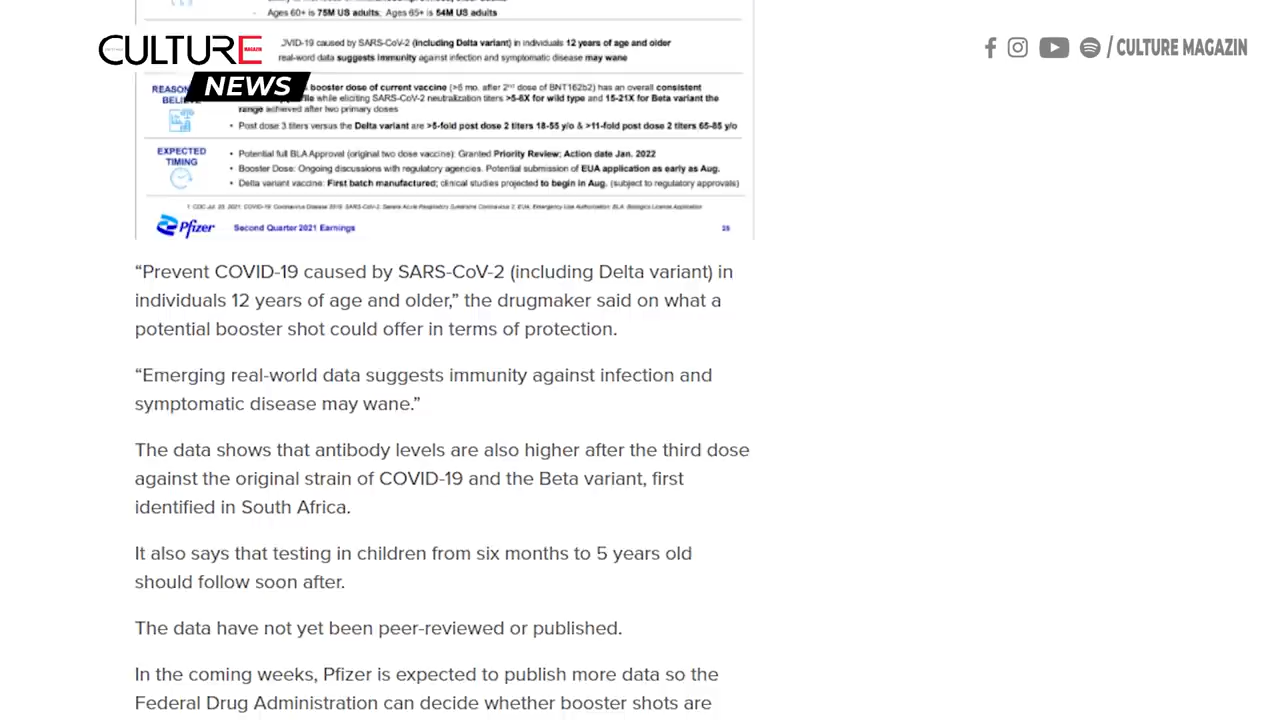 Ages 60+ is 75M US adults; Ages 65+ is 54M US adults
CULTURE MAGAZIN
NEWS
/ CULTURE MAGAZIN
OVID-19 caused by SARS-CoV-2 (including Delta variant) in individuals 12 years of age and older
real-word data suggests immunity against infection and symptomatic disease may wane
REASON
BELIE
booster dose of current vaccine (>6 mo. after 2nd dose of BNT162b2) has an overall consistent
while eliciting SARS-CoV-2 neutralization titers >5-8X for wild type and 15-21X for Beta variant the
range achieved after two primary doses
• Post dose 3 titers versus the Delta variant are >5-fold post dose 2 titers 18-55 y/o & >11-fold post dose 2 titers 65-85 y/o
EXPECTED
TIMING
• Potential full BLA Approval (original two dose vaccine): Granted Priority Review; Action date Jan. 2022
• Booster Dose: Ongoing discussions with regulatory agencies. Potential submission of EUA application as early as Aug.
• Delta variant vaccine: First batch manufactured; clinical studies projected to begin in Aug. (subject to regulatory approvals)
Pfizer
Second Quarter 2021 Earnings
“Prevent COVID-19 caused by SARS-CoV-2 (including Delta variant) in
individuals 12 years of age and older,” the drugmaker said on what a
potential booster shot could offer in terms of protection.
“Emerging real-world data suggests immunity against infection and
symptomatic disease may wane.”
The data shows that antibody levels are also higher after the third dose
against the original strain of COVID-19 and the Beta variant, first
identified in South Africa.
It also says that testing in children from six months to 5 years old
should follow soon after.
The data have not yet been peer-reviewed or published.
In the coming weeks, Pfizer is expected to publish more data so the
Federal Drug Administration can decide whether booster shots are